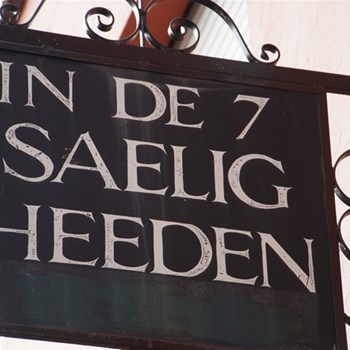 IN DE 7
SAELIG
HEEDEN